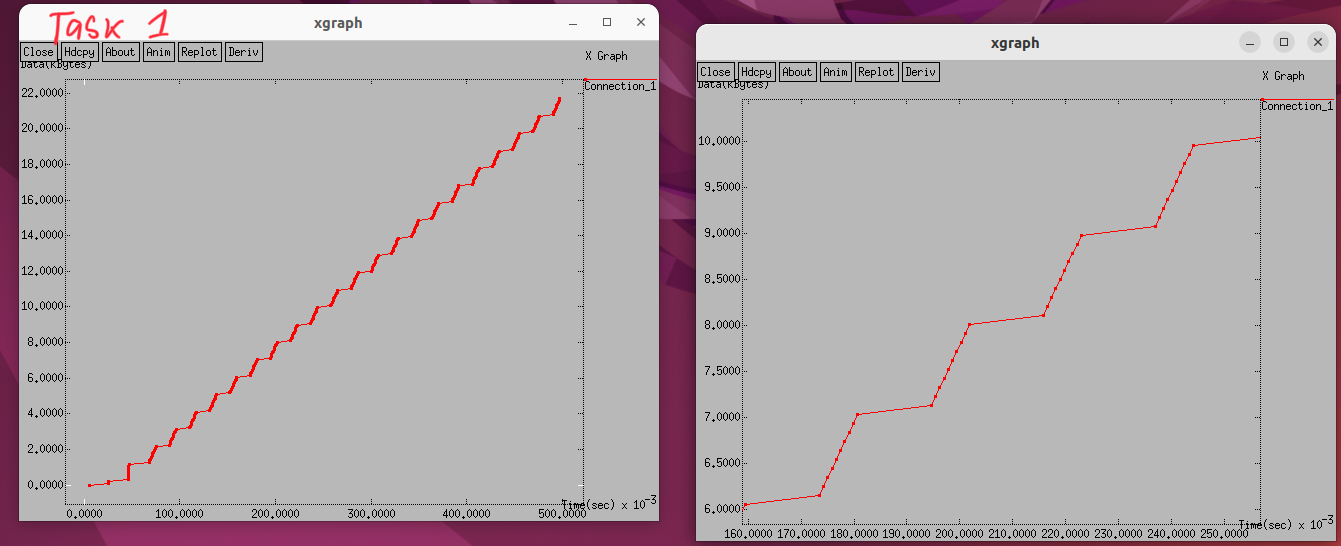 Task 1
xgraph
Close Hdcpy About Anim Replot Deriv
X Graph
Data(kBytes)
Connection_1
22.0000
20.0000
18.0000
16.0000
14.0000
12.0000
10.0000
8.0000
6.0000
4.0000
2.0000
0.0000
Time(sec) x 10-3
0.0000 100.0000 200.0000 300.0000 400.0000 500.0000
xgraph
Close Hdcpy About Anim Replot Deriv
X Graph
Data(kBytes)
Connection_1
10.0000
9.5000
9.0000
8.5000
8.0000
7.5000
7.0000
6.5000
6.0000
Time(sec) x 10-3
160.0000 170.0000 180.0000 190.0000 200.0000 210.0000 220.0000 230.0000 240.0000 250.0000